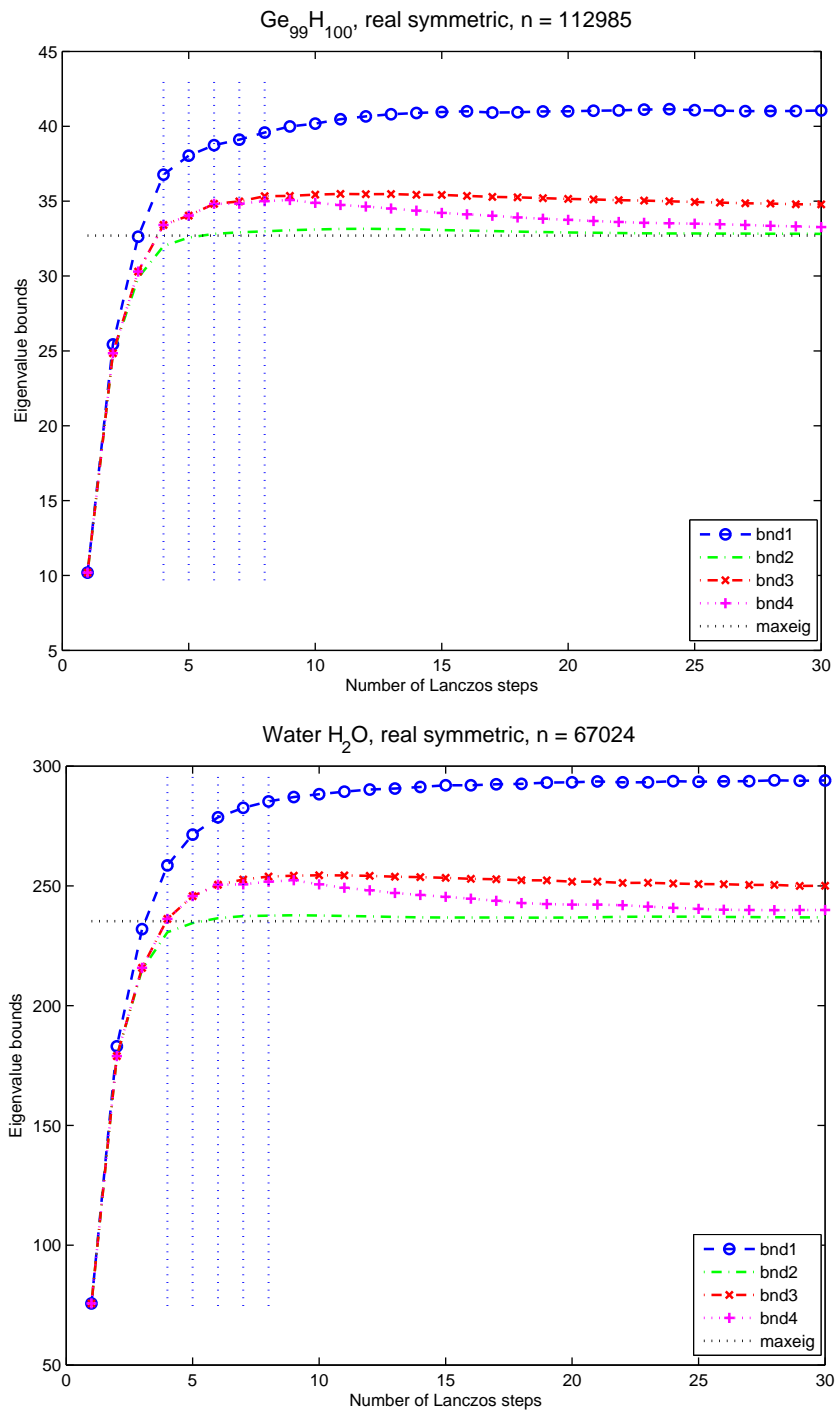 Ge99H100, real symmetric, n = 112985
45
40
35
30
25
20
15
10
5
Eigenvalue bounds
bnd1
bnd2
bnd3
bnd4
maxeig
0 5 10 15 20 25 30
Number of Lanczos steps
Water H2O, real symmetric, n = 67024
300
250
200
150
100
50
Eigenvalue bounds
bnd1
bnd2
bnd3
bnd4
maxeig
0 5 10 15 20 25 30
Number of Lanczos steps